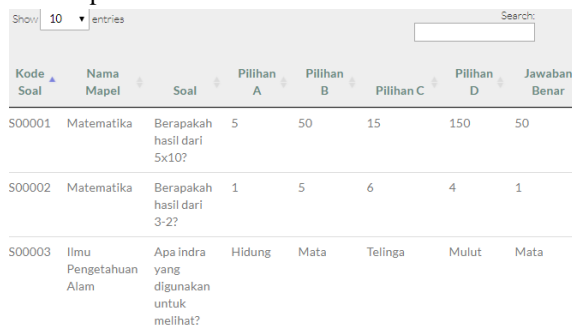 Show 10 entries Search:
Kode Soal Nama Mapel Soal Pilihan A Pilihan B Pilihan C Pilihan D Jawaban Benar
S00001 Matematika Berapakah hasil dari 5x10? 5 50 15 150 50
S00002 Matematika Berapakah hasil dari 3-2? 1 5 6 4 1
S00003 Ilmu Pengetahuan Alam Apa indra yang digunakan untuk melihat? Hidung Mata Telinga Mulut Mata